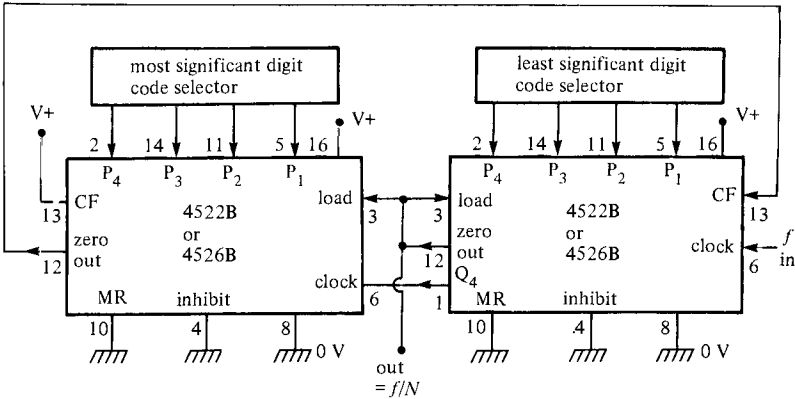 most significant digit
code selector
least significant digit
code selector
V+
V+
V+
2 14 11 5 16
2 14 11 5 16
P4 P3 P2 P1
P4 P3 P2 P1
CF
13
load
3
3
load
CF
13
4522B
or
4526B
4522B
or
4526B
zero
out
12
zero
out
12
clock
6
f
in
clock
6
Q4
1
MR
inhibit
MR
inhibit
10
4
8
0 V
10
4
8
0 V
out
= f/N